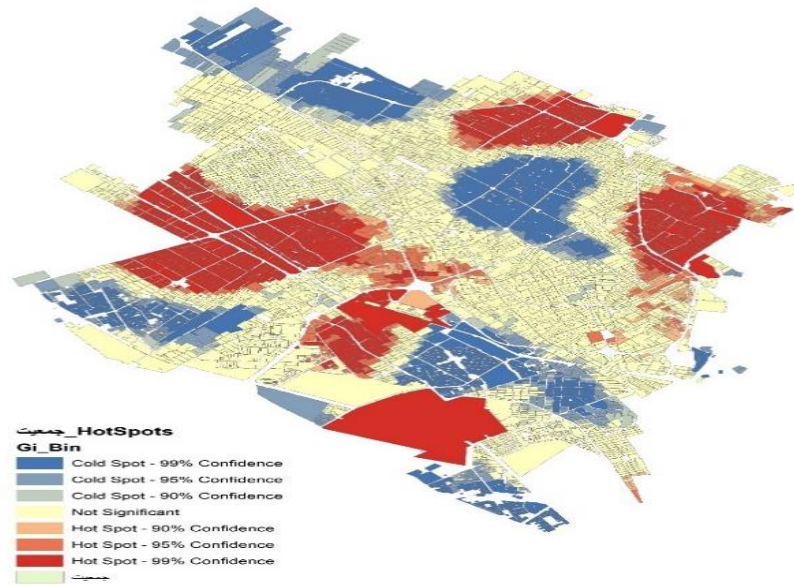 جمعیت_HotSpots
Gi_Bin
Cold Spot - 99% Confidence
Cold Spot - 95% Confidence
Cold Spot - 90% Confidence
Not Significant
Hot Spot - 90% Confidence
Hot Spot - 95% Confidence
Hot Spot - 99% Confidence
جمعیت